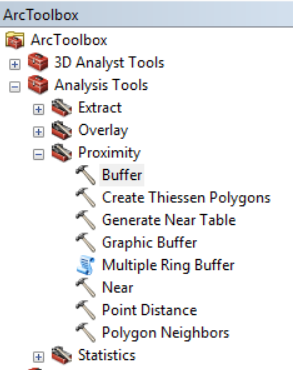 ArcToolbox
ArcToolbox
3D Analyst Tools
Analysis Tools
Extract
Overlay
Proximity
Buffer
Create Thiessen Polygons
Generate Near Table
Graphic Buffer
Multiple Ring Buffer
Near
Point Distance
Polygon Neighbors
Statistics